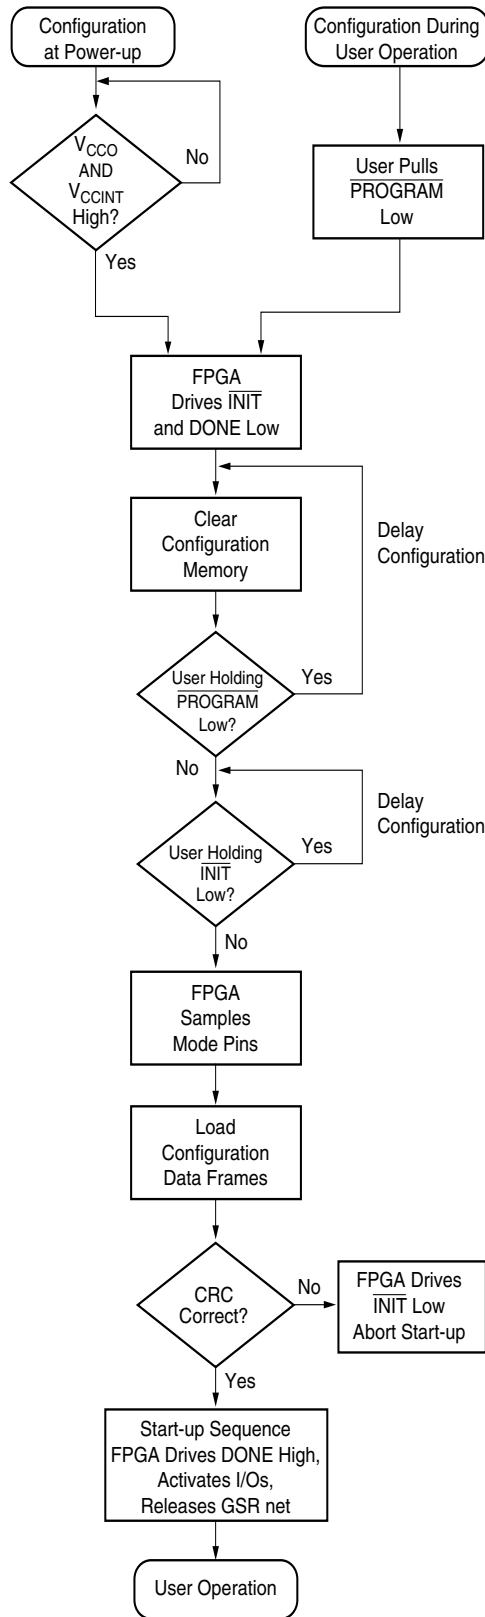 Configuration
at Power-up
Configuration During
User Operation
VCCO
AND
VCCINT
High?
No
Yes
User Pulls
PROGRAM
Low
FPGA
Drives INIT
and DONE Low
Clear
Configuration
Memory
Delay
Configuration
User Holding
PROGRAM
Low?
Yes
No
Delay
Configuration
User Holding
INIT
Low?
Yes
No
FPGA
Samples
Mode Pins
Load
Configuration
Data Frames
CRC
Correct?
No
FPGA Drives
INIT Low
Abort Start-up
Yes
Start-up Sequence
FPGA Drives DONE High,
Activates I/Os,
Releases GSR net
User Operation